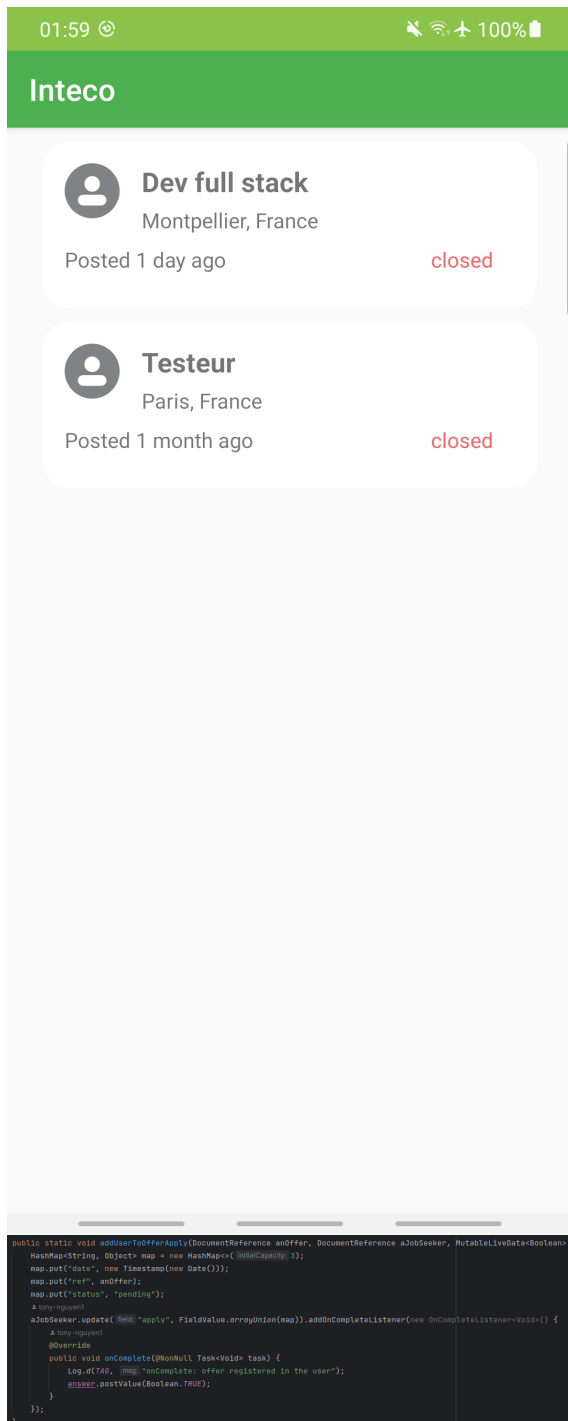 01:59
100%
Inteco
Dev full stack
Montpellier, France
Posted 1 day ago
closed
Testeur
Paris, France
Posted 1 month ago
closed
public static void addUserToOfferApply(DocumentReference anOffer, DocumentReference aJobSeeker, MutableLiveData<Boolean>
HashMap<String, Object> map = new HashMap<>( initialCapacity: 3);
map.put("date", new Timestamp(new Date()));
map.put("ref", anOffer);
map.put("status", "pending");
tony-nguyen1
aJobSeeker.update( field: "apply", FieldValue.arrayUnion(map)).addOnCompleteListener(new OnCompleteListener<Void>() {
tony-nguyen1
@Override
public void onComplete(@NonNull Task<Void> task) {
Log.d(TAG, msg: "onComplete: offer registered in the user");
answer.postValue(Boolean.TRUE);
}
});